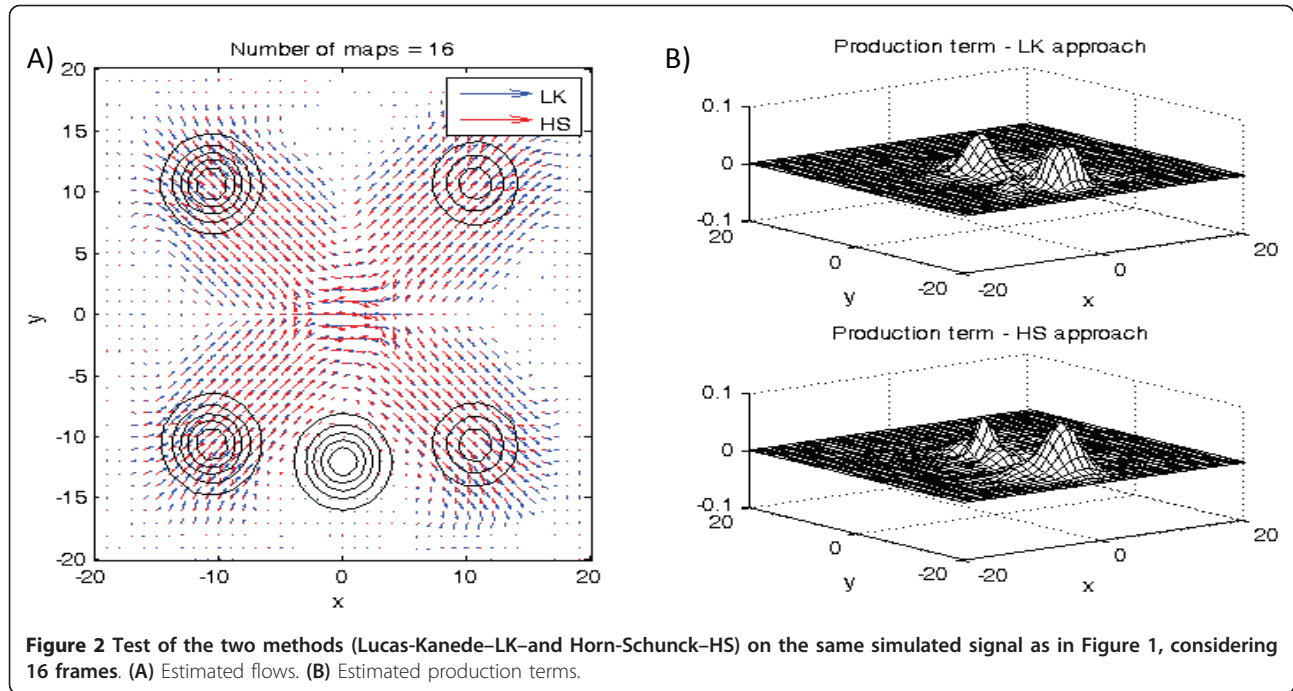 A)
Number of maps = 16
LK
HS
20
15
10
5
0
-5
-10
-15
-20
y
-20
-10
0
10
20
x
B)
Production term - LK approach
0.1
0
-0.1
20
0
-20
y
-20
0
20
x
Production term - HS approach
0.1
0
-0.1
20
0
-20
y
-20
0
20
x
Figure 2 Test of the two methods (Lucas-Kanede–LK–and Horn-Schunck–HS) on the same simulated signal as in Figure 1, considering
16 frames. (A) Estimated flows. (B) Estimated production terms.